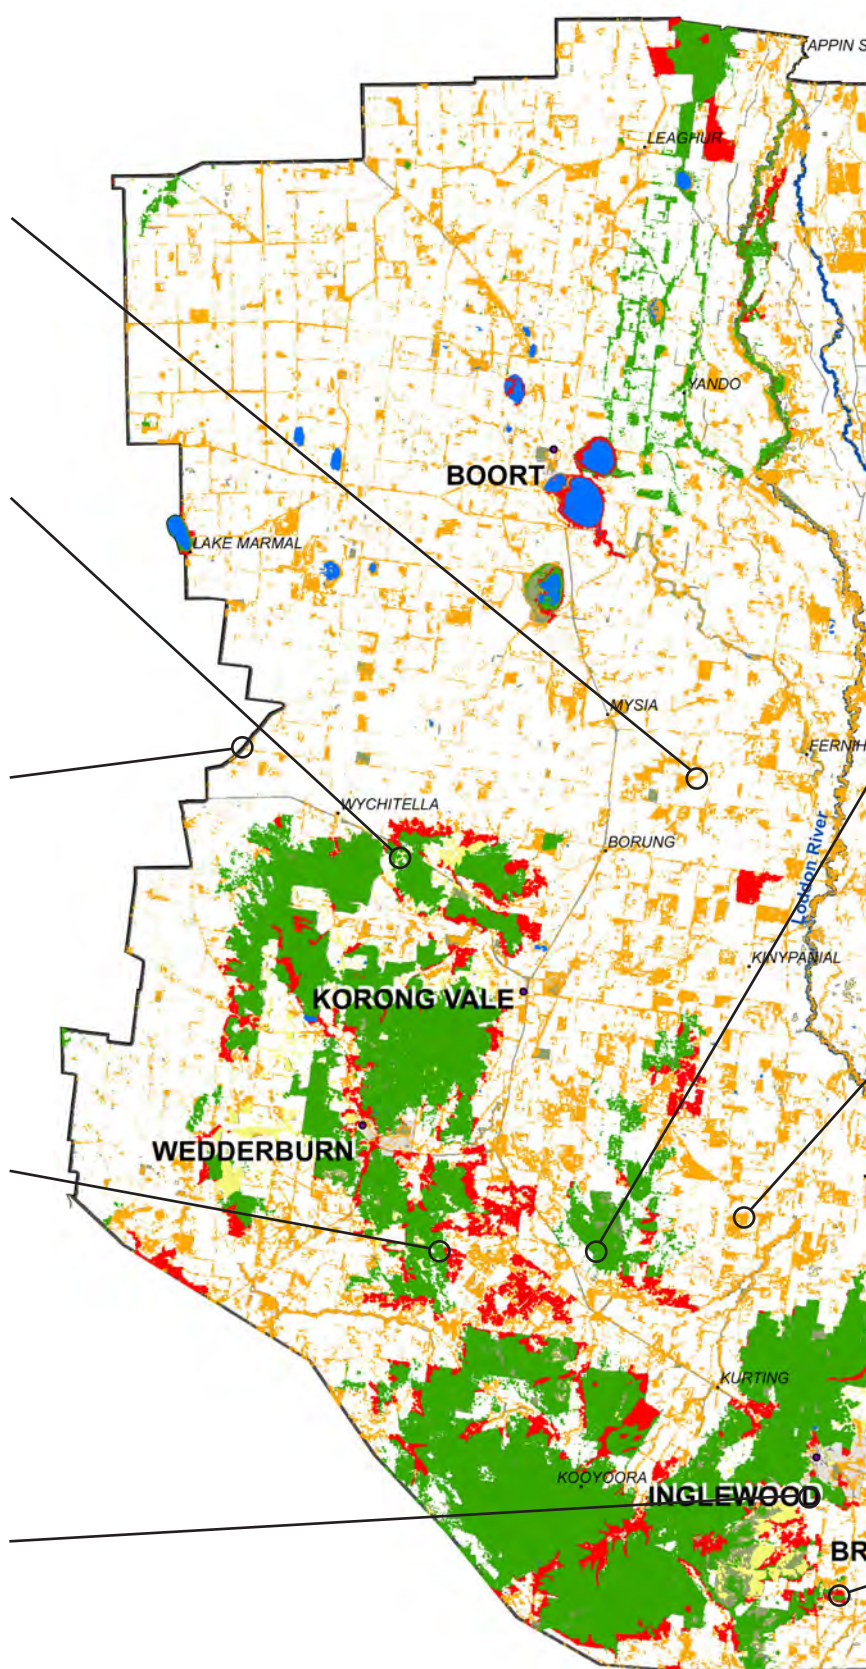 APPIN S
LEAGHUR
YANDO
BOORT
LAKE MARMAL
MYSIA
FERNIH
WYCHITELLA
BORUNG
Loddon River
KINYPANIAL
KORONG VALE
WEDDERBURN
KURTING
KOOYOORA
INGLEWOOD
BR